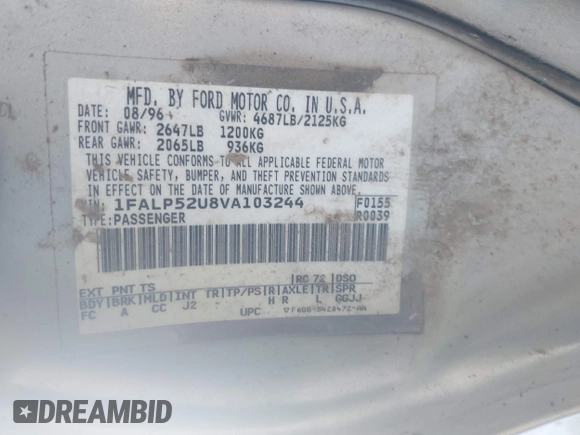 MFD. BY FORD MOTOR CO. IN U.S.A.
DATE: 08/96 GVWR: 4687LB/2125KG
FRONT GAWR: 2647LB 1200KG
REAR GAWR: 2065LB 936KG
THIS VEHICLE CONFORMS TO ALL APPLICABLE FEDERAL MOTOR
VEHICLE SAFETY, BUMPER, AND THEFT PREVENTION STANDARDS
IN EFFECT ON THE DATE OF MANUFACTURE SHOWN ABOVE.
VIN: 1FALP52U8VA103244 F0155
TYPE: PASSENGER R0039
EXT PNT TS RC 72 DSO
BDY BRK MLD INT TR TP/PS R AXLE TR SPR
FC A CC J2 H R L GGJJ
UPC
DREAMBID